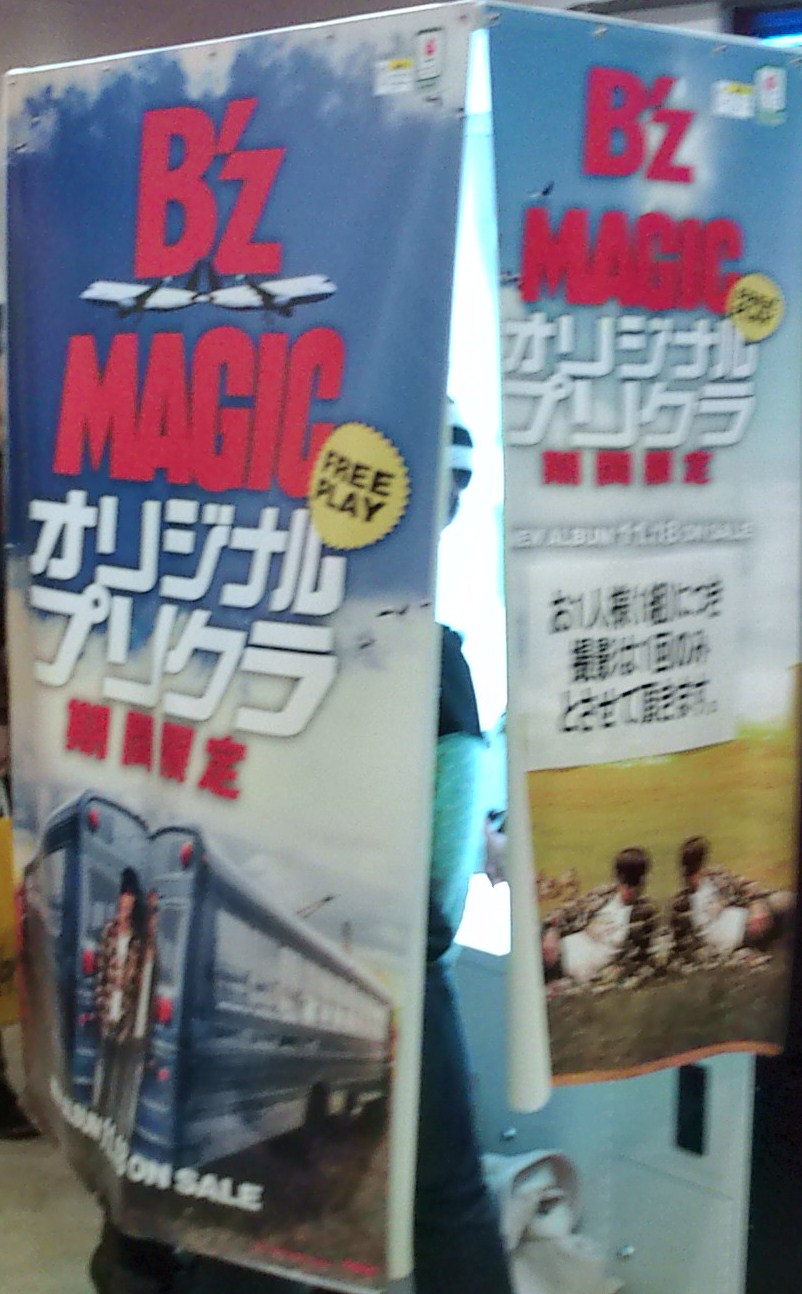 B'z
MAGIC
FREE
PLAY
オリジナル
プリクラ
期間限定
ON SALE
B'z
MAGIC
FREE
PLAY
オリジナル
プリクラ
期間限定
NEW ALBUM 11.18 ON SALE
お1人様(1組)につき
撮影は1回のみ
とさせて頂きます。